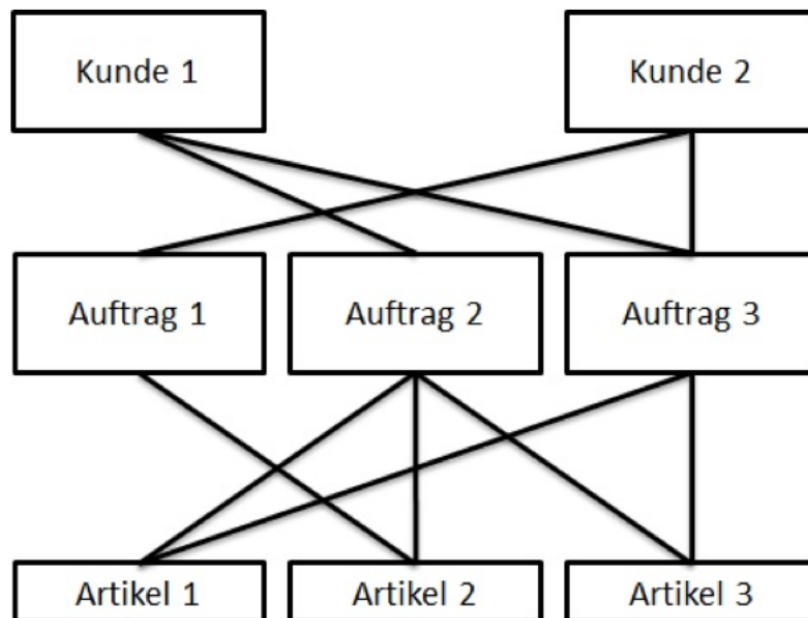 Kunde 1
Kunde 2
Auftrag 1
Auftrag 2
Auftrag 3
Artikel 1
Artikel 2
Artikel 3